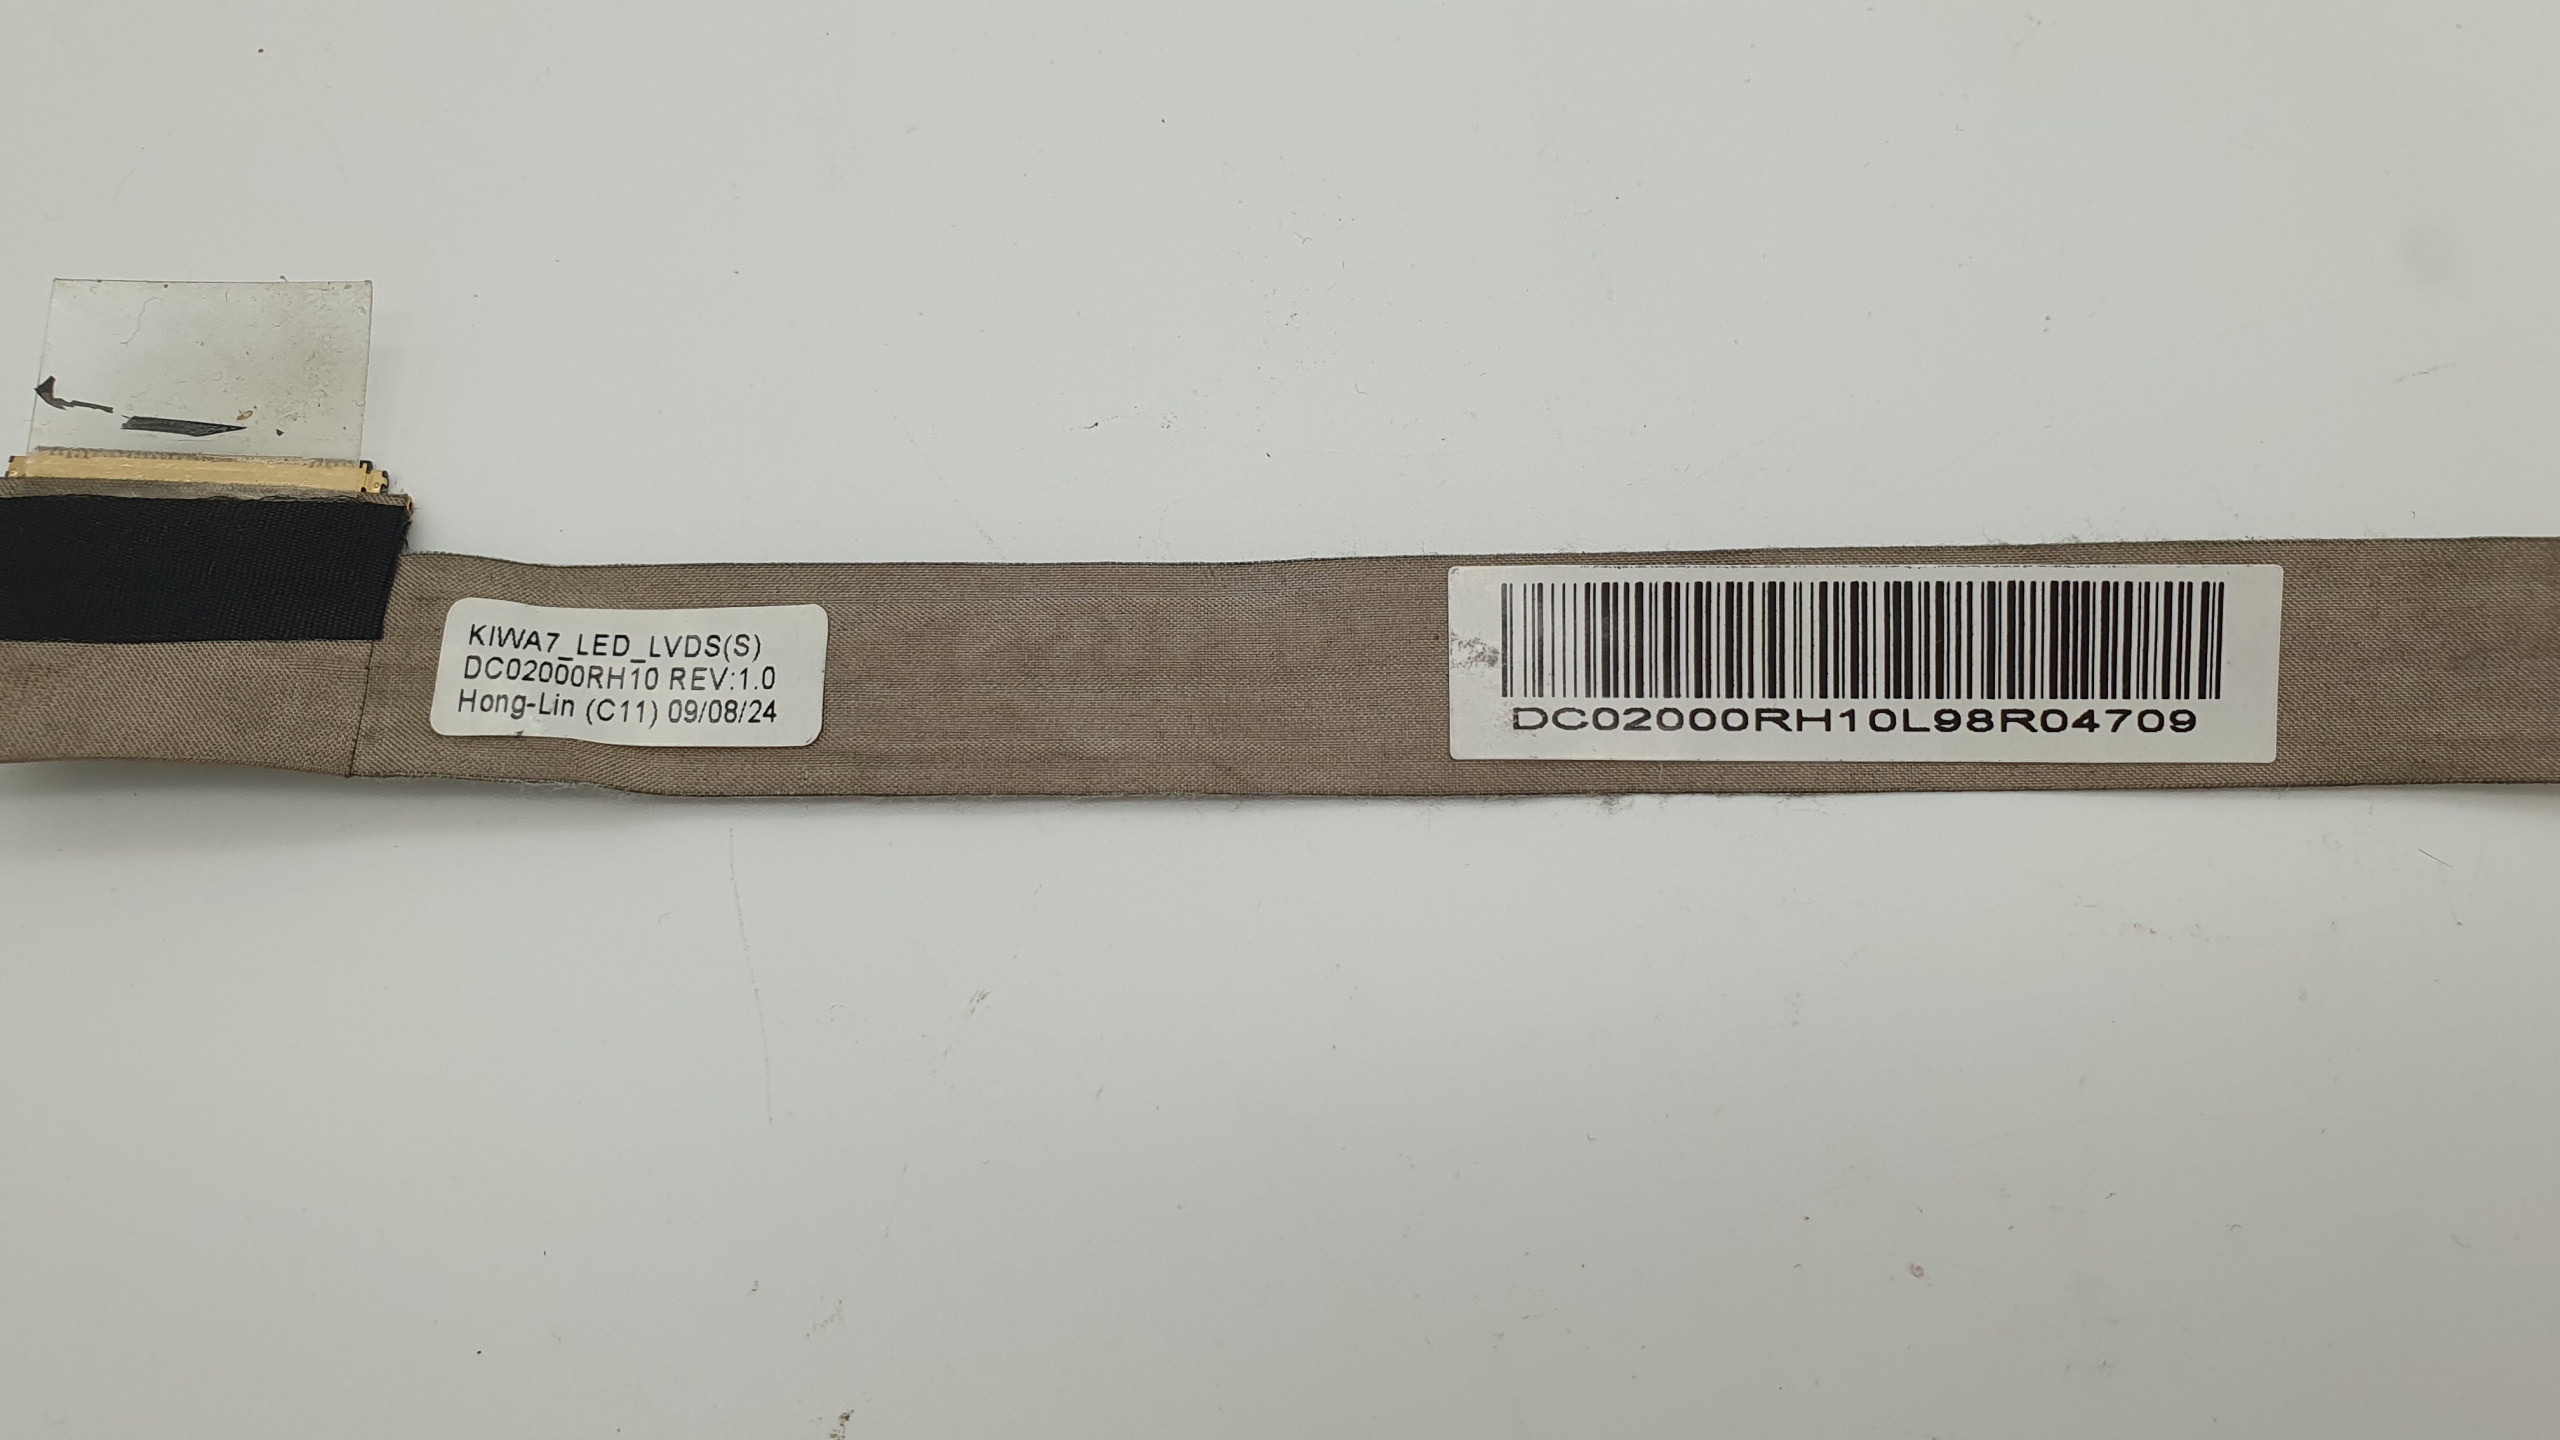 KIWA7_LED_LVDS(S)
DC02000RH10 REV:1.0
Hong-Lin (C11) 09/08/24
DC02000RH10L98R04709